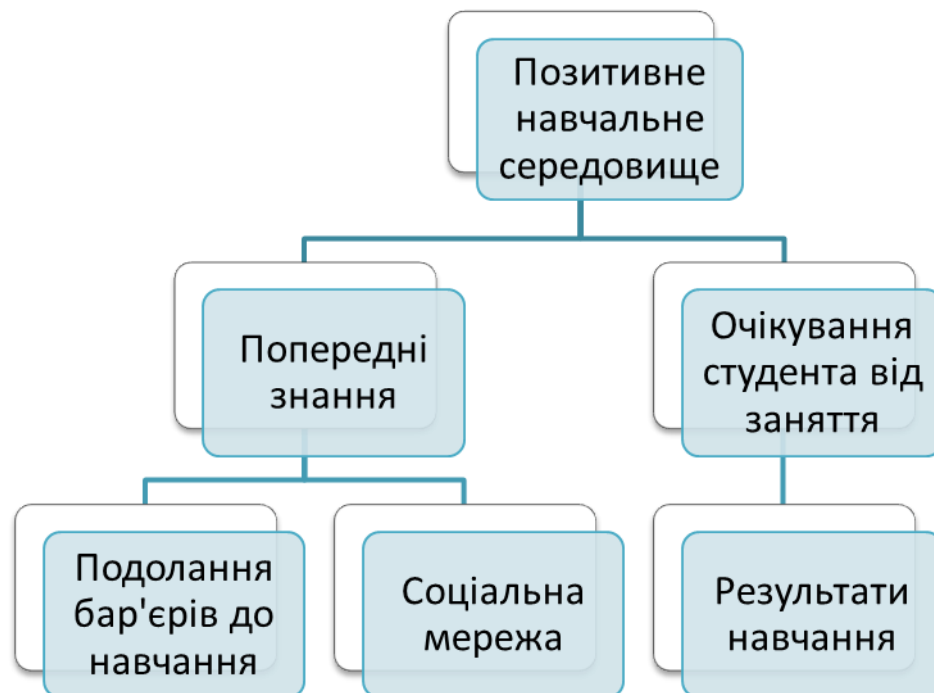 Позитивне
навчальне
середовище
Попередні
знання
Очікування
студента від
заняття
Подолання
бар'єрів до
навчання
Соціальна
мережа
Результати
навчання